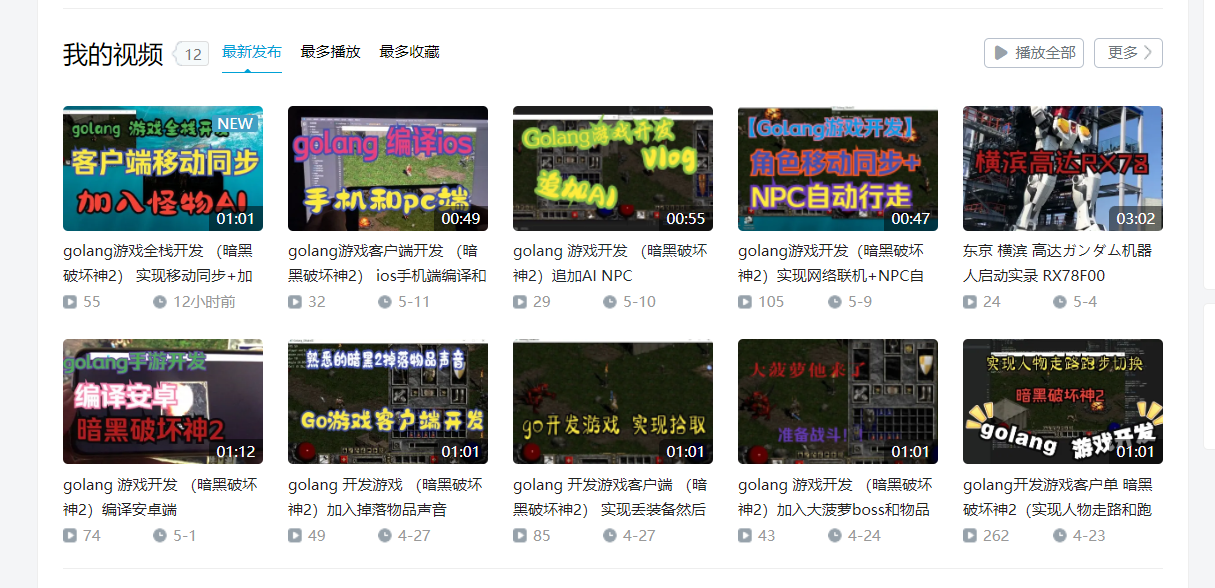 我的视频
12
最新发布
最多播放
最多收藏
播放全部
更多
golang 游戏全栈开发
NEW
客户端移动同步
加入怪物AI
01:01
golang 编译ios
手机和pc端
00:49
Golang游戏开发
vlog
追加AI
00:55
【Golang游戏开发】
角色移动同步+
NPC自动行走
00:47
横滨高达RX78
03:02
golang游戏全栈开发 （暗黑
破坏神2） 实现移动同步+加
55
12小时前
golang游戏客户端开发 （暗
黑破坏神2） ios手机端编译和
32
5-11
golang 游戏开发 （暗黑破坏
神2）追加AI NPC
29
5-10
golang 游戏开发（暗黑破坏
神2）实现网络联机+NPC自
105
5-9
东京 横滨 高达ガンダム机器
人启动实录 RX78F00
24
5-4
golang手游开发
编译安卓
暗黑破坏神2
01:12
熟悉的暗黑2掉落物品声音
Go游戏客户端开发
01:01
go开发游戏 实现拾取
01:01
大菠萝他来了
准备战斗!
01:01
实现人物走路跑步切换
暗黑破坏神2
golang 游戏开发
01:01
golang 游戏开发 （暗黑破坏
神2）编译安卓端
74
5-1
golang 开发游戏 （暗黑破坏
神2）加入掉落物品声音
49
4-27
golang 开发游戏客户端 （暗
黑破坏神2） 实现丢装备然后
85
4-27
golang 游戏开发 （暗黑破坏
神2）加入大菠萝boss和物品
43
4-24
golang开发游戏客户单 暗黑
破坏神2（实现人物走路和跑
262
4-23